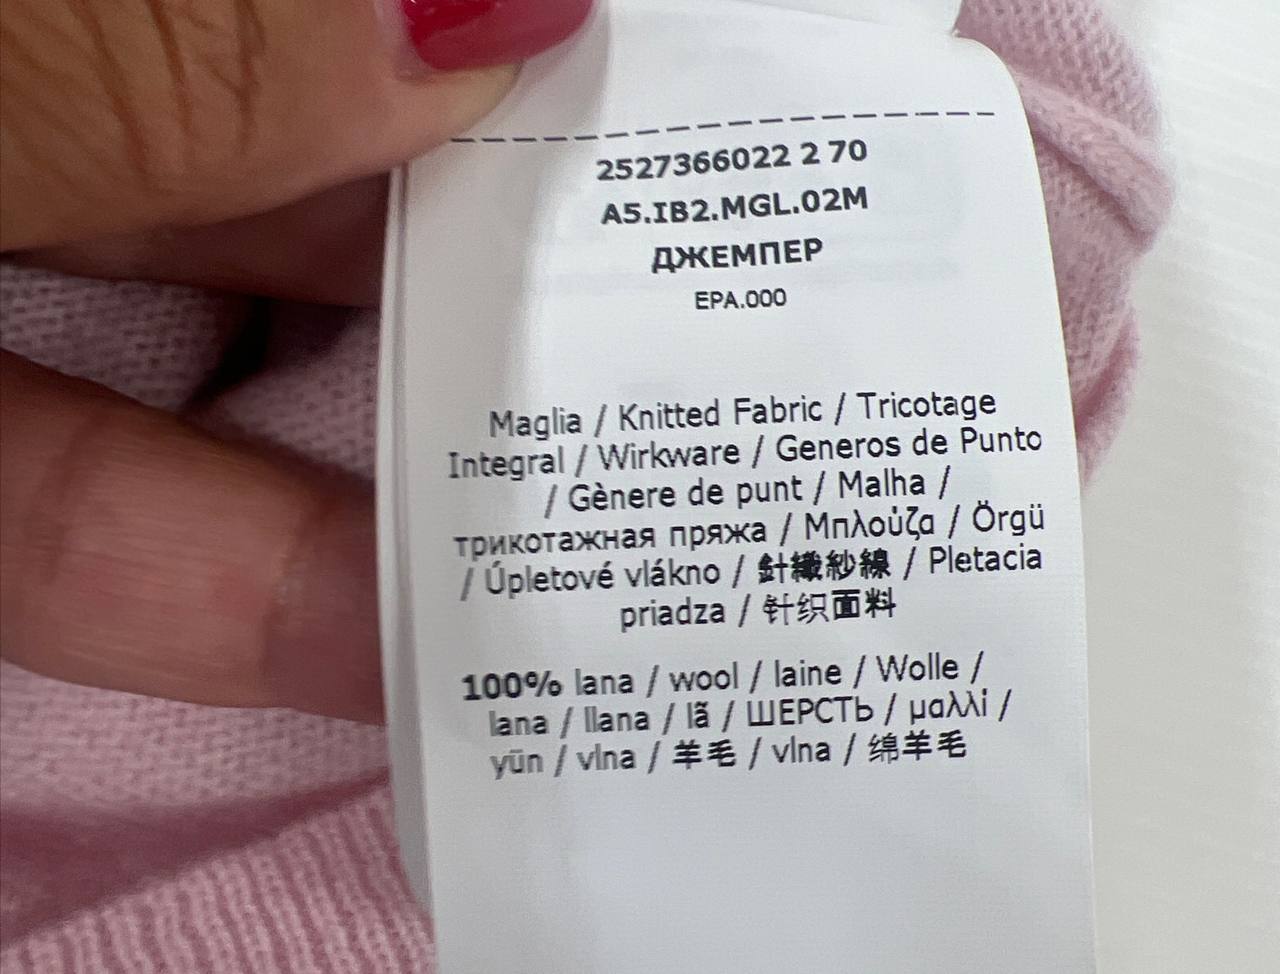 2527366022 2 70
A5.IB2.MGL.02M
ДЖЕМПЕР
EPA.000
Maglia / Knitted Fabric / Tricotage
Integral / Wirkware / Generos de Punto
/ Gènere de punt / Malha /
трикотажная пряжа / Μπλούζα / Örgü
/ Úpletové vlákno / 針織紗線 / Pletacia
priadza / 针织面料
100% lana / wool / laine / Wolle /
lana / llana / lã / ШЕРСТЬ / μαλλί /
yün / vlna / 羊毛 / vlna / 绵羊毛